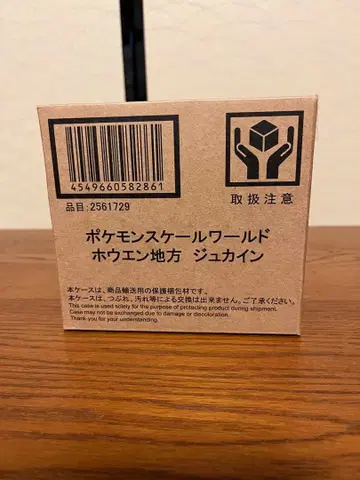 4549660582861
品目:2561729
取扱注意
ポケモンスケールワールド
ホウエン地方 ジュカイン
本ケースは、商品輸送用の保護梱包材です。
本ケースは、つぶれ、汚れ等による交換は出来ません。ご了承ください。
This case is used solely for the purpose of protecting product during shipment.
Case may not be exchanged due to damage or discoloration.
Thank you for your understanding.